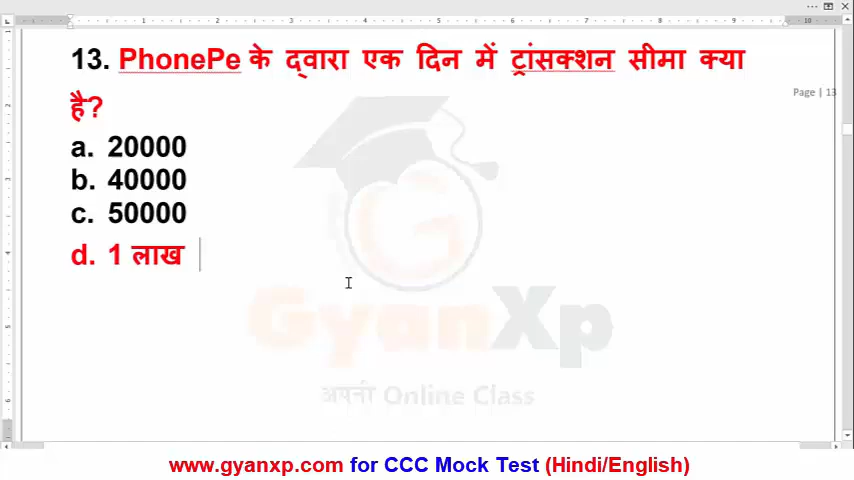 13. PhonePe के द्वारा एक दिन में ट्रांसक्शन सीमा क्या
Page | 13
है?
a. 20000
b. 40000
c. 50000
d. 1 लाख
GyanXp
अपनी Online Class
www.gyanxp.com for CCC Mock Test (Hindi/English)